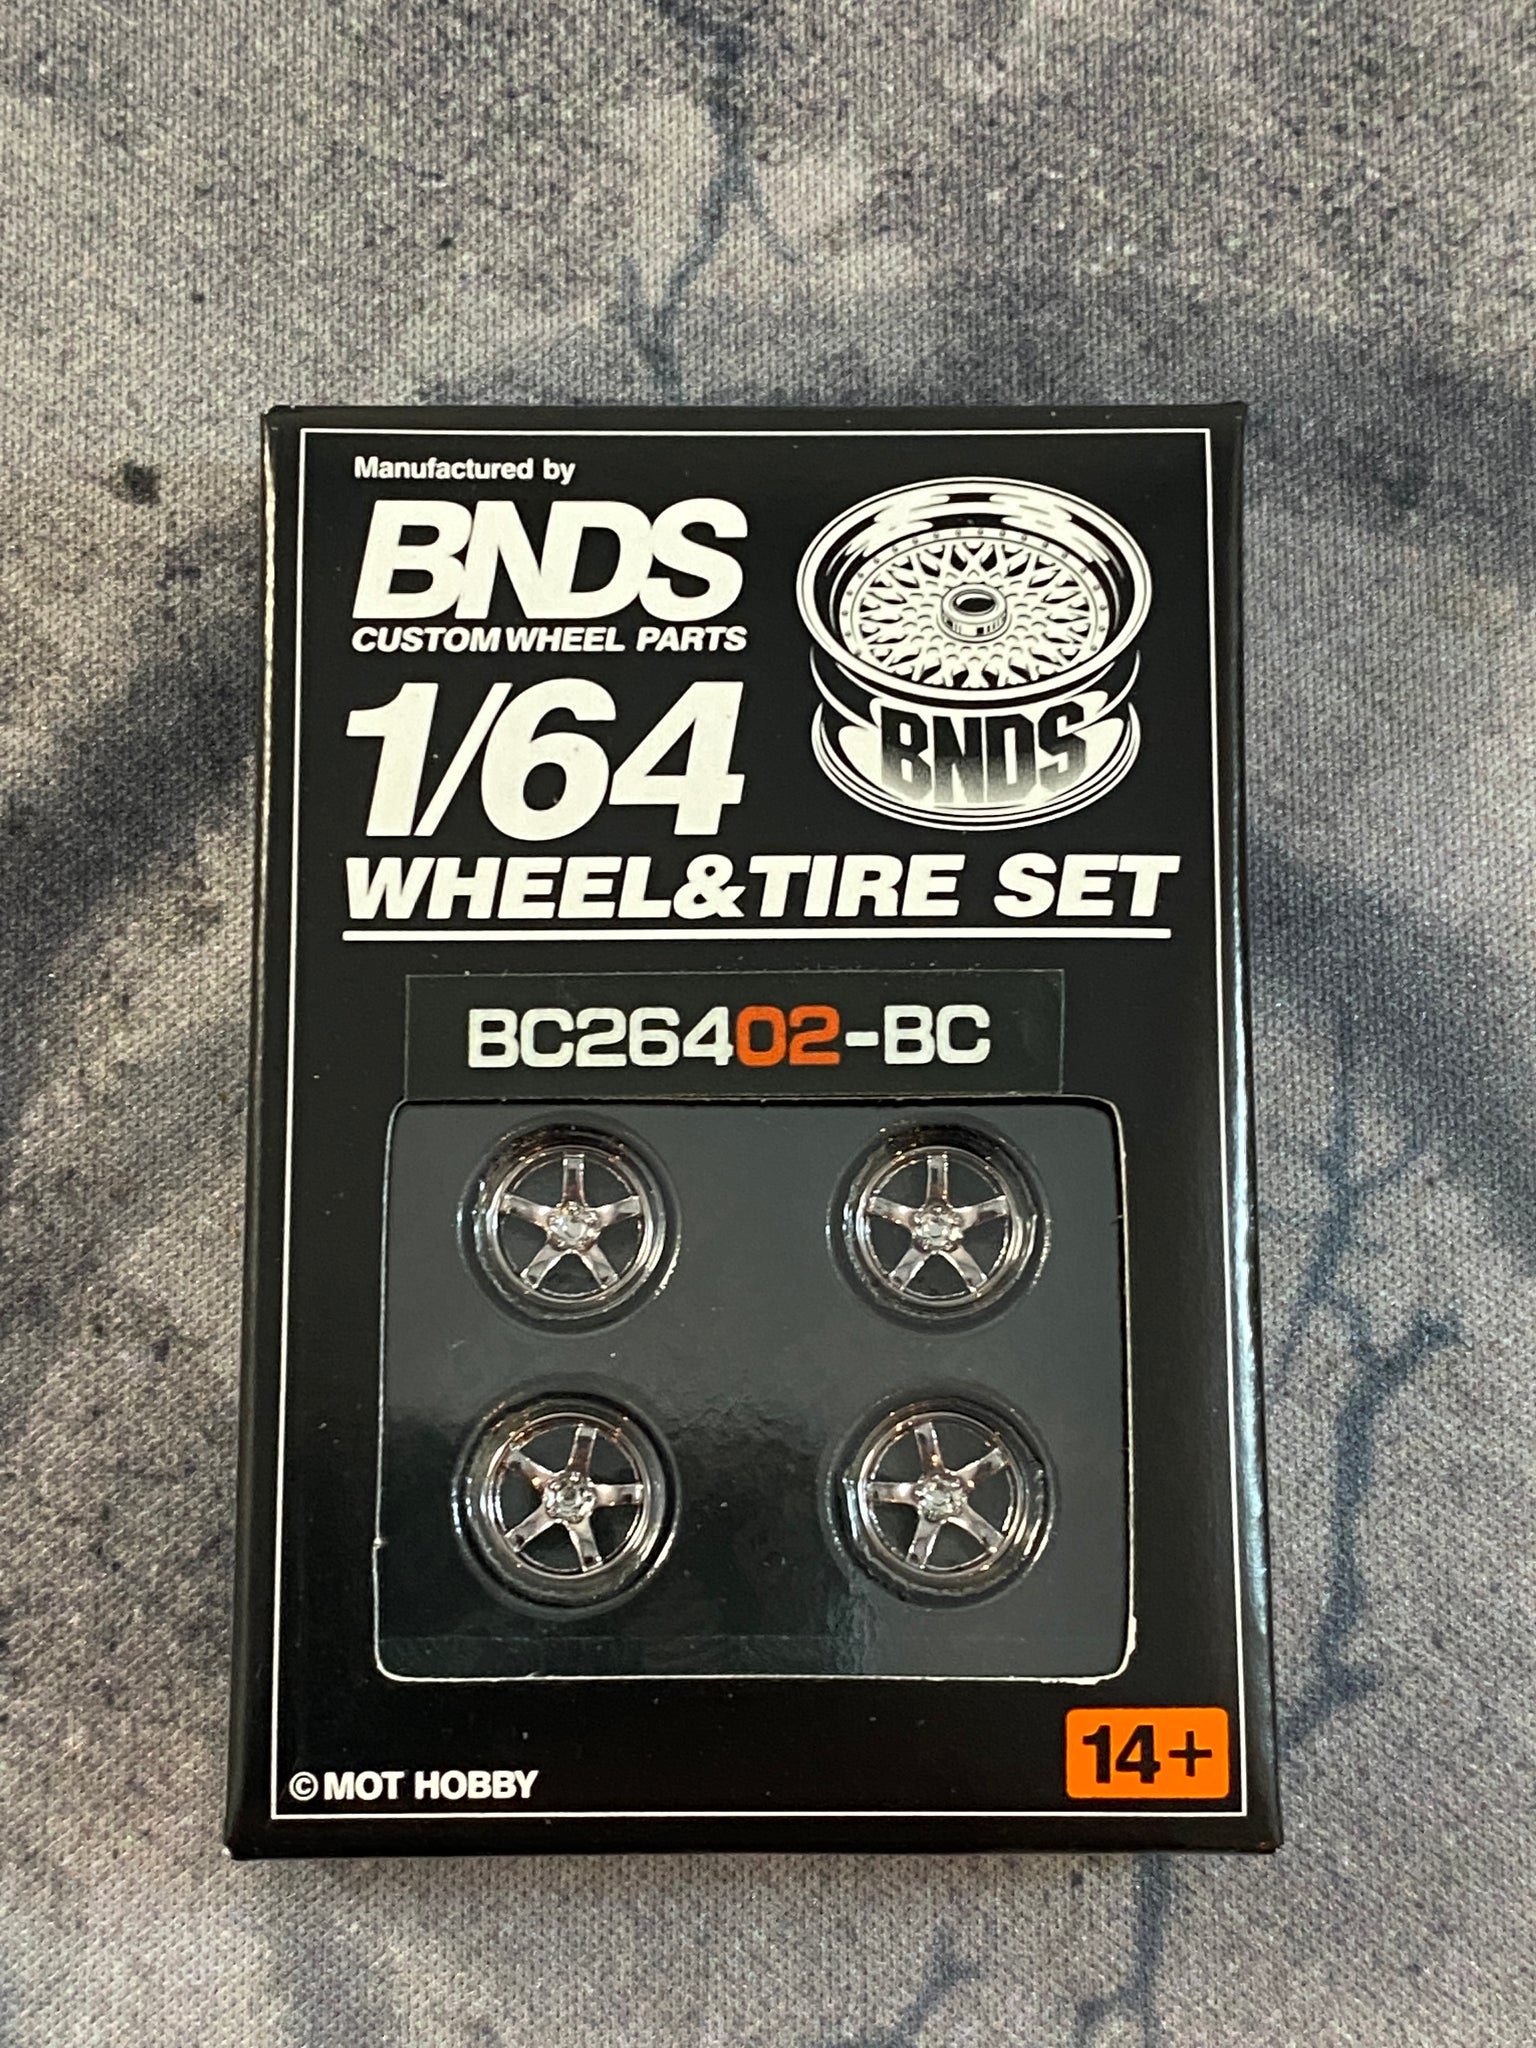 Manufactured by
BNDS
CUSTOM WHEEL PARTS
1/64
BNDS
WHEEL&TIRE SET
BC26402-BC
14+
©MOT HOBBY